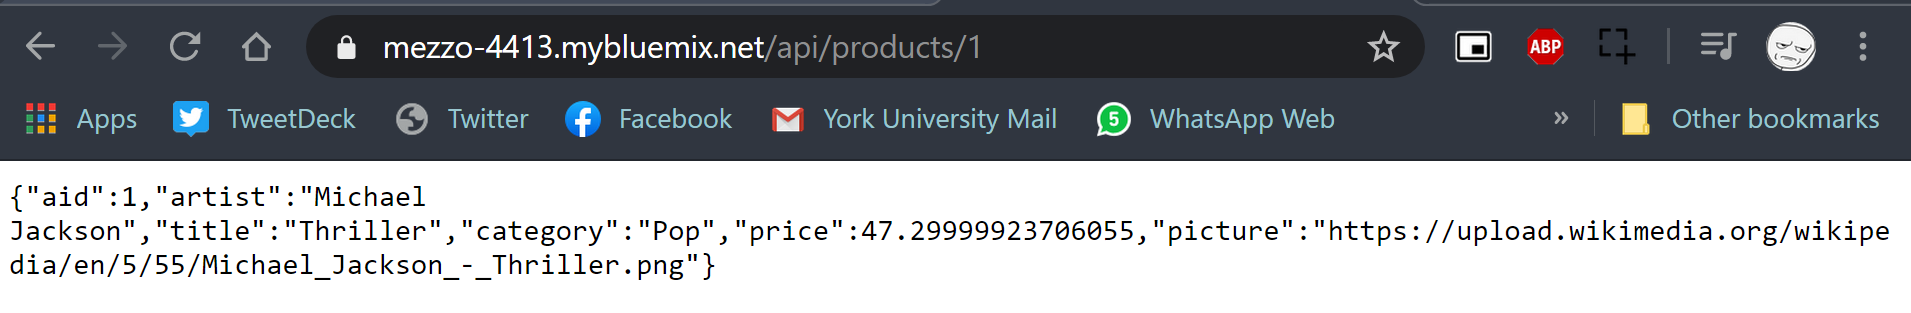 mezzo-4413.mybluemix.net/api/products/1
ABP
Apps TweetDeck Twitter Facebook York University Mail 5 WhatsApp Web » Other bookmarks
{"aid":1,"artist":"Michael
Jackson","title":"Thriller","category":"Pop","price":47.29999923706055,"picture":"https://upload.wikimedia.org/wikipe
dia/en/5/55/Michael_Jackson_-_Thriller.png"}